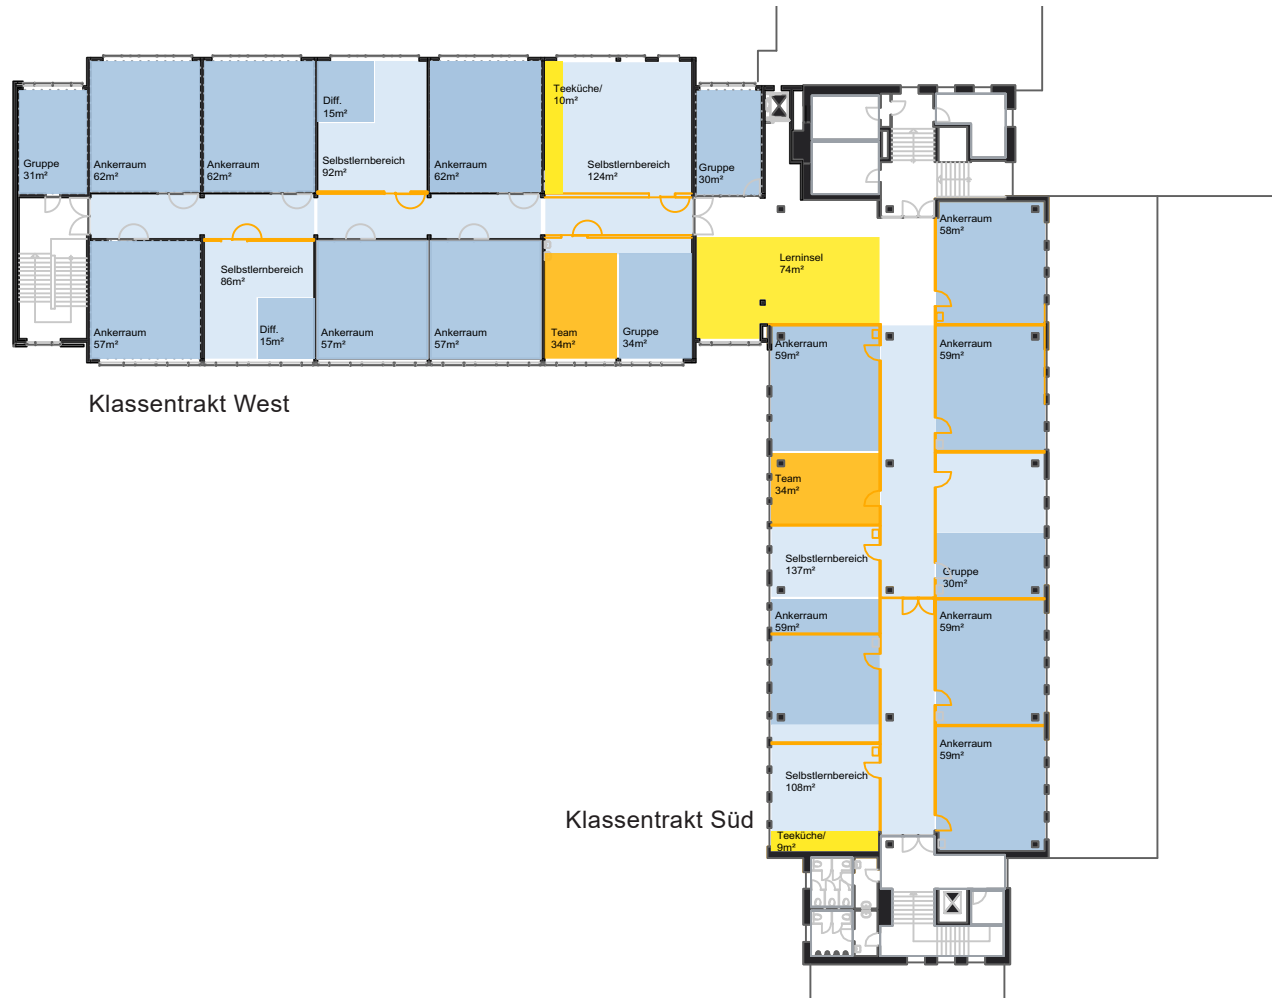 Teeküche/
10m²
Diff.
15m²
Gruppe
31m²
Ankerraum
62m²
Ankerraum
62m²
Selbstlernbereich
92m²
Ankerraum
62m²
Selbstlernbereich
124m²
Gruppe
30m²
Ankerraum
58m²
Selbstlernbereich
86m²
Lerninsel
74m²
Ankerraum
57m²
Diff.
15m²
Ankerraum
57m²
Ankerraum
57m²
Team
34m²
Gruppe
34m²
Ankerraum
59m²
Ankerraum
59m²
Klassentrakt West
Team
34m²
Selbstlernbereich
137m²
Gruppe
30m²
Ankerraum
59m²
Ankerraum
59m²
Ankerraum
59m²
Selbstlernbereich
108m²
Klassentrakt Süd
Teeküche/
9m²